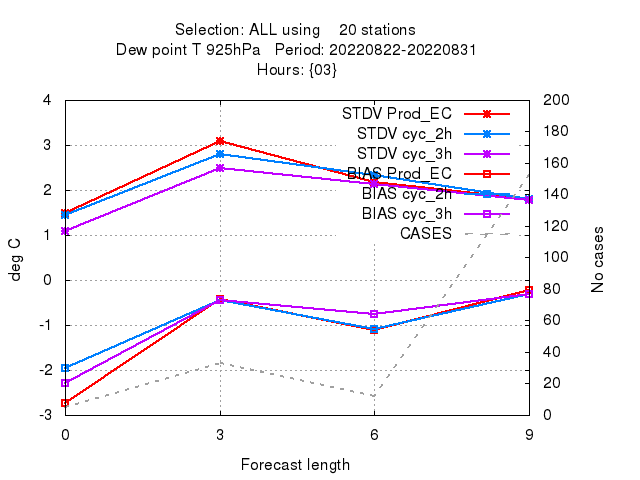 Selection: ALL using    20 stations
Dew point T 925hPa   Period: 20220822-20220831
Hours: {03}
4
3
2
1
0
-1
-2
-3
deg C
STDV Prod_EC
STDV cyc_2h
STDV cyc_3h
BIAS Prod_EC
BIAS cyc_2h
BIAS cyc_3h
CASES
200
180
160
140
120
100
80
60
40
20
0
No cases
0 3 6 9
Forecast length